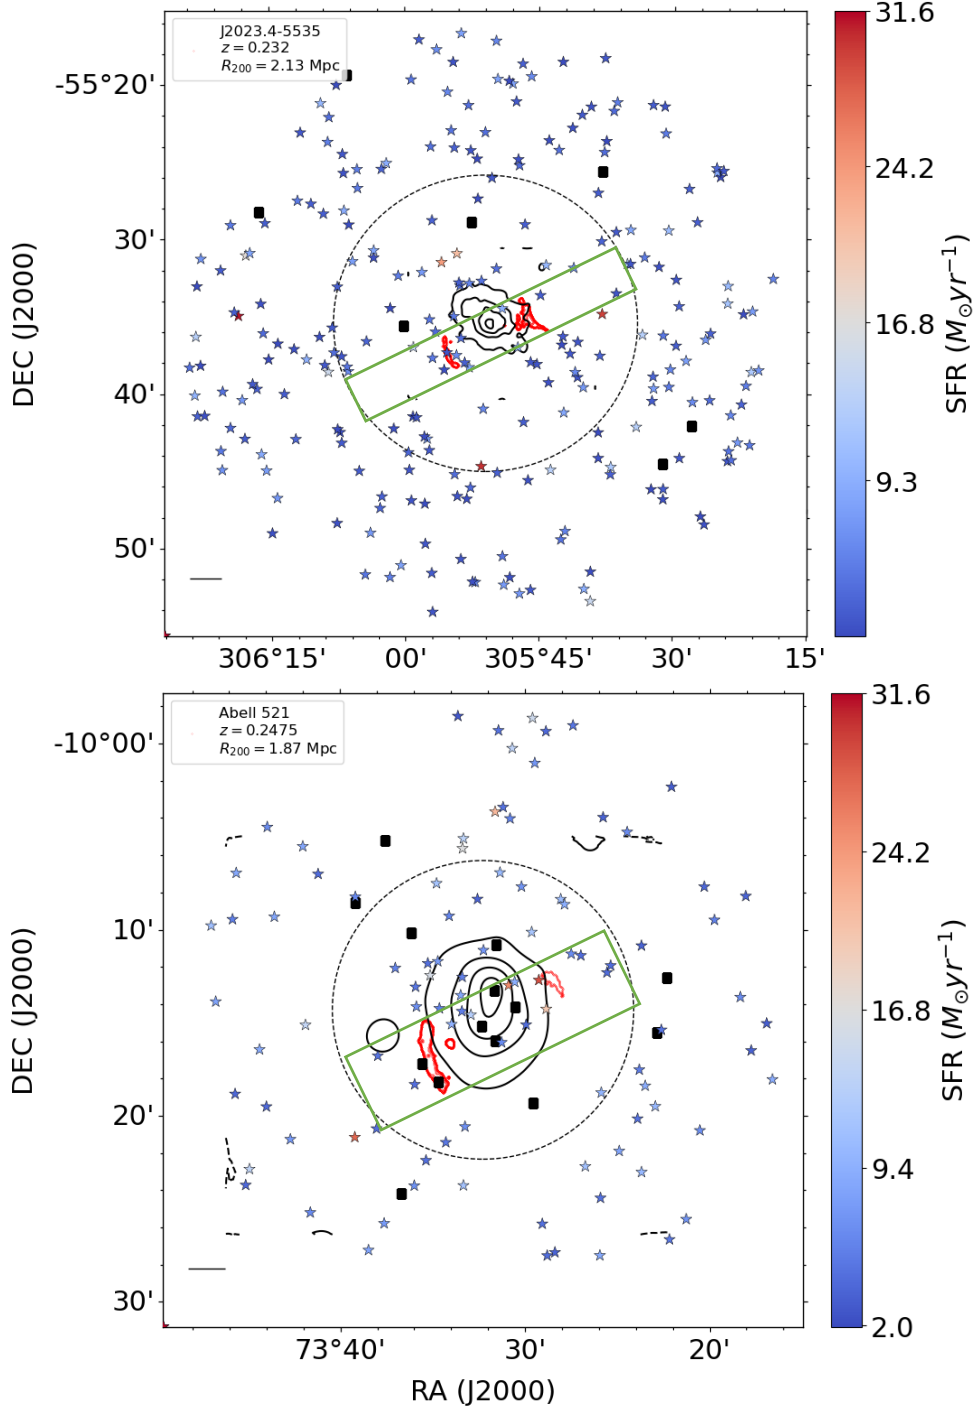 J2023.4-5535
z = 0.232
R200 = 2.13 Mpc
-55°20'
30'
40'
50'
DEC (J2000)
306°15'
00'
305°45'
30'
15'
31.6
24.2
16.8
9.3
SFR (M⊙yr−1)
Abell 521
z = 0.2475
R200 = 1.87 Mpc
-10°00'
10'
20'
30'
DEC (J2000)
73°40'
30'
20'
RA (J2000)
31.6
24.2
16.8
9.4
2.0
SFR (M⊙yr−1)